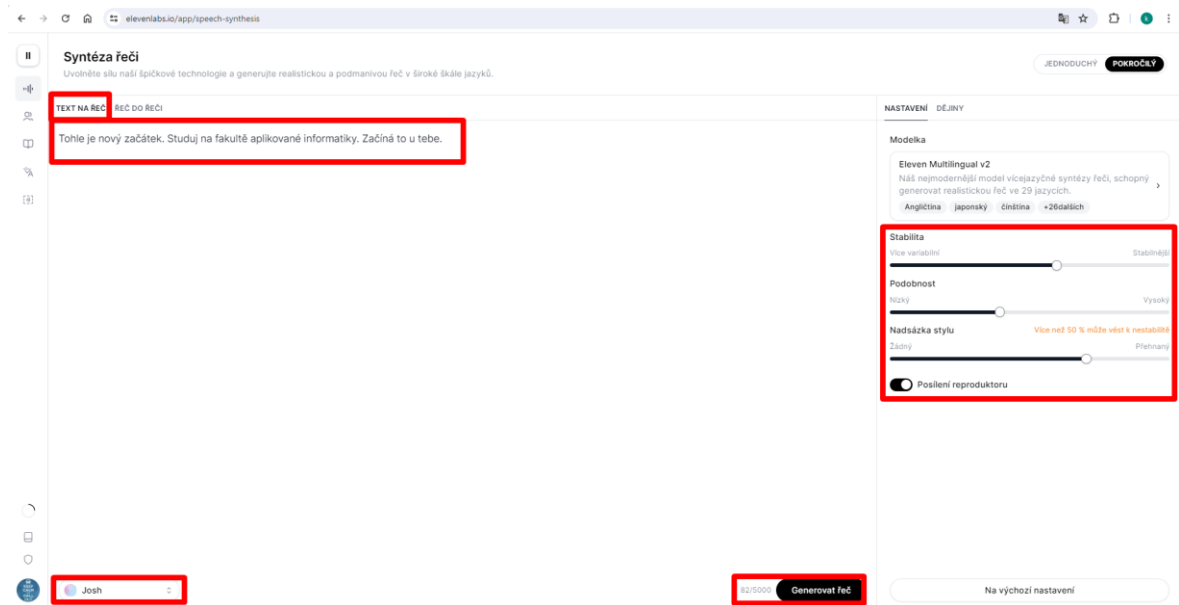 elevenlabs.io/app/speech-synthesis
Syntéza řeči
Uvolněte sílu naší špičkové technologie a generujte realistickou a podmanivou řeč v široké škále jazyků.
JEDNODUCHÝ POKROČILÝ
TEXT NA ŘEČ ŘEČ DO ŘEČI
NASTAVENÍ DĚJINY
Tohle je nový začátek. Studuj na fakultě aplikované informatiky. Začíná to u tebe.
Modelka
Eleven Multilingual v2
Náš nejmodernější model vícejazyčné syntézy řeči, schopný
generovat realistickou řeč ve 29 jazycích.
Angličtina japonský čínština +26dalších
Stabilita
Více variabilní Stabilnější
Podobnost
Nízký Vysoký
Nadsázka stylu Více než 50 % může vést k nestabilitě
Žádný Přehnaný
Posílení reproduktoru
Josh
82/5000 Generovat řeč
Na výchozí nastavení